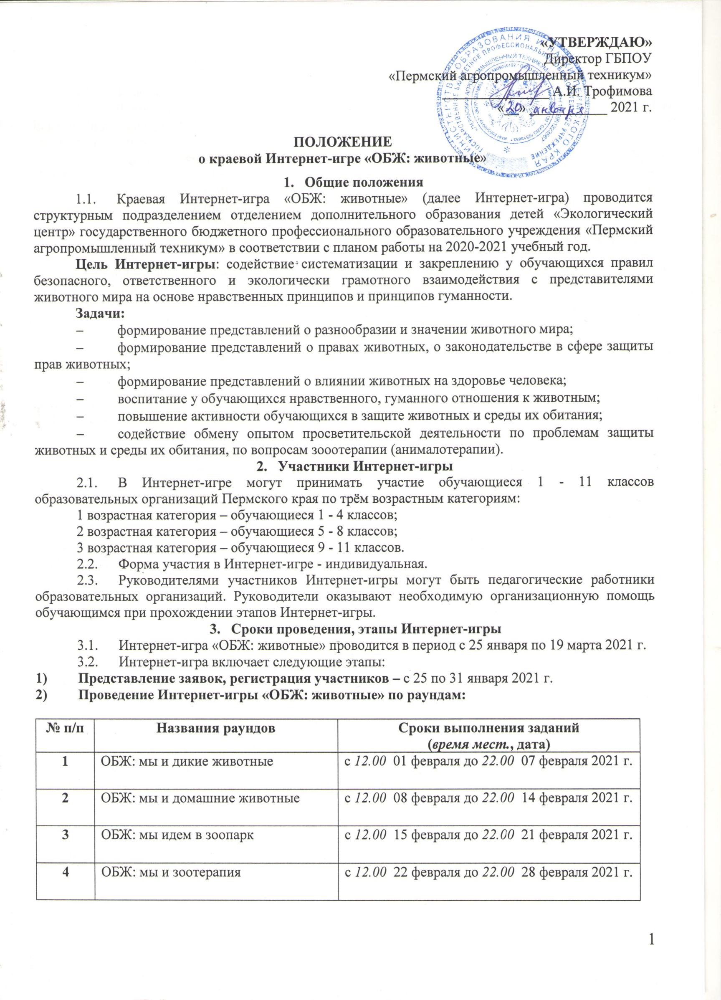 «УТВЕРЖДАЮ»
Директор ГБПОУ
«Пермский агропромышленный техникум»
А.И. Трофимова
«20» января 2021 г.
МИНИСТЕРСТВО ОБРАЗОВАНИЯ И НАУКИ ПЕРМСКОГО КРАЯ
ГОСУДАРСТВЕННОЕ БЮДЖЕТНОЕ ПРОФЕССИОНАЛЬНОЕ ОБРАЗОВАТЕЛЬНОЕ УЧРЕЖДЕНИЕ
«ПЕРМСКИЙ АГРОПРОМЫШЛЕННЫЙ ТЕХНИКУМ»
ПОЛОЖЕНИЕ
о краевой Интернет-игре «ОБЖ: животные»
1. Общие положения
1.1. Краевая Интернет-игра «ОБЖ: животные» (далее Интернет-игра) проводится
структурным подразделением отделением дополнительного образования детей «Экологический
центр» государственного бюджетного профессионального образовательного учреждения «Пермский
агропромышленный техникум» в соответствии с планом работы на 2020-2021 учебный год.
Цель Интернет-игры: содействие систематизации и закреплению у обучающихся правил
безопасного, ответственного и экологически грамотного взаимодействия с представителями
животного мира на основе нравственных принципов и принципов гуманности.
Задачи:
– формирование представлений о разнообразии и значении животного мира;
– формирование представлений о правах животных, о законодательстве в сфере защиты
прав животных;
– формирование представлений о влиянии животных на здоровье человека;
– воспитание у обучающихся нравственного, гуманного отношения к животным;
– повышение активности обучающихся в защите животных и среды их обитания;
– содействие обмену опытом просветительской деятельности по проблемам защиты
животных и среды их обитания, по вопросам зооотерапии (анималотерапии).
2. Участники Интернет-игры
2.1. В Интернет-игре могут принимать участие обучающиеся 1 - 11 классов
образовательных организаций Пермского края по трём возрастным категориям:
1 возрастная категория – обучающиеся 1 - 4 классов;
2 возрастная категория – обучающиеся 5 - 8 классов;
3 возрастная категория – обучающиеся 9 - 11 классов.
2.2. Форма участия в Интернет-игре - индивидуальная.
2.3. Руководителями участников Интернет-игры могут быть педагогические работники
образовательных организаций. Руководители оказывают необходимую организационную помощь
обучающимся при прохождении этапов Интернет-игры.
3. Сроки проведения, этапы Интернет-игры
3.1. Интернет-игра «ОБЖ: животные» проводится в период с 25 января по 19 марта 2021 г.
3.2. Интернет-игра включает следующие этапы:
1) Представление заявок, регистрация участников – с 25 по 31 января 2021 г.
2) Проведение Интернет-игры «ОБЖ: животные» по раундам:
№ п/п Названия раундов Сроки выполнения заданий
(время мест., дата)
1 ОБЖ: мы и дикие животные с 12.00 01 февраля до 22.00 07 февраля 2021 г.
2 ОБЖ: мы и домашние животные с 12.00 08 февраля до 22.00 14 февраля 2021 г.
3 ОБЖ: мы идем в зоопарк с 12.00 15 февраля до 22.00 21 февраля 2021 г.
4 ОБЖ: мы и зоотерапия с 12.00 22 февраля до 22.00 28 февраля 2021 г.
1